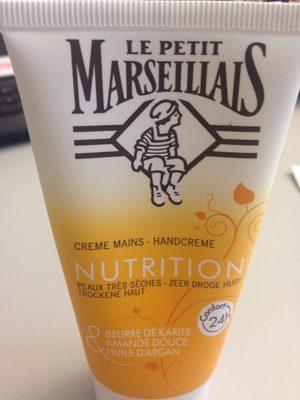 LE PETIT
MARSEILLAIS
CREME MAINS - HANDCREME
NUTRITION
PEAUX TRÈS SÈCHES - ZEER DROGE HUID
TROCKENE HAUT
Confort
24h
& BEURRE DE KARITE
AMANDE DOUCE
HUILE D'ARGAN